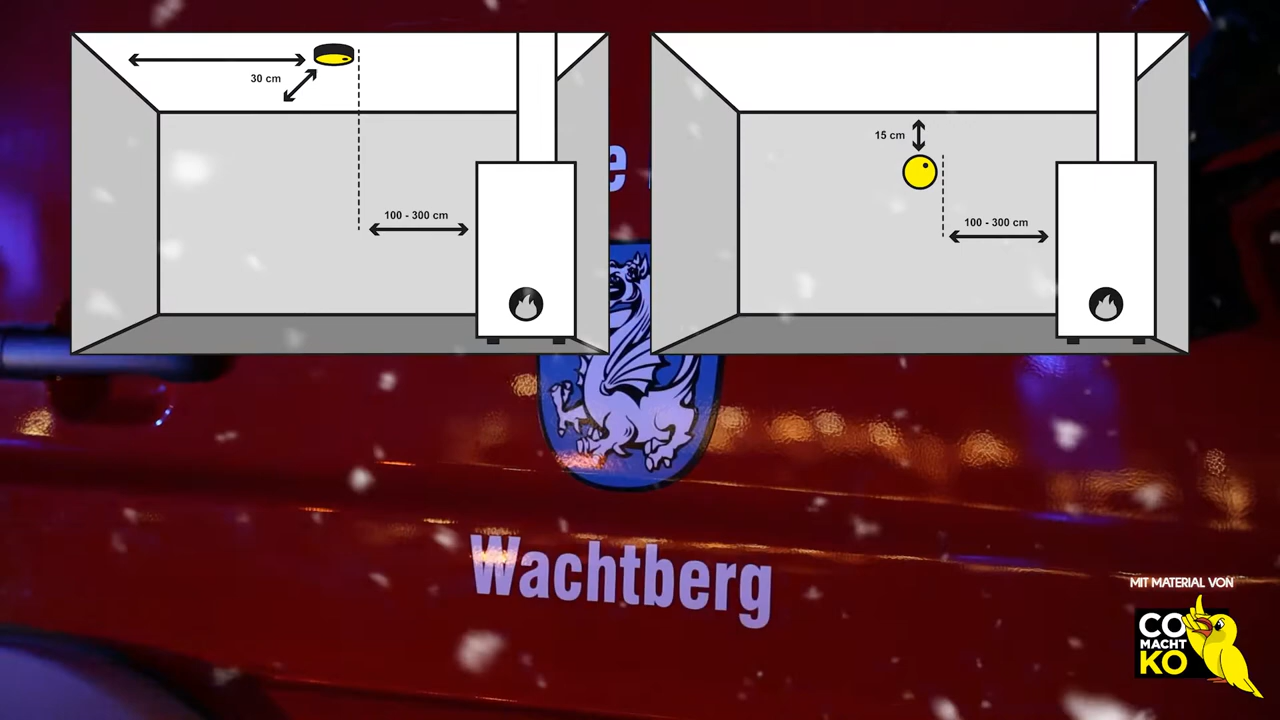 30 cm
100 - 300 cm
15 cm
100 - 300 cm
Wachtberg
MIT MATERIAL VON
CO
MACHT
KO